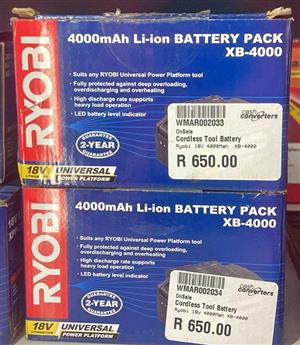 RYOBI
4000mAh Li-ion BATTERY PACK
XB-4000
· Suits any RYOBI Universal Power Platform tool
· Fully protected against deep overloading,
overdischarging and overheating
· High discharge rate supports
heavy load operation
· LED battery level indicator
GUARANTEE
2-YEAR
GUARANTEE
18V UNIVERSAL
POWER PLATFORM
cash converters
WMAR002033
OnSale
Cordless Tool Battery
Ryobi 18v 4000Mah XB-4000
R 650.00
RYOBI
4000mAh Li-ion BATTERY PACK
XB-4000
· Suits any RYOBI Universal Power Platform tool
· Fully protected against deep overloading,
overdischarging and overheating
· High discharge rate supports
heavy load operation
· LED battery level indicator
GUARANTEE
2-YEAR
GUARANTEE
18V UNIVERSAL
POWER PLATFORM
cash converters
WMAR002034
OnSale
Cordless Tool Battery
Ryobi 18v 4000Mah XB-4000
R 650.00